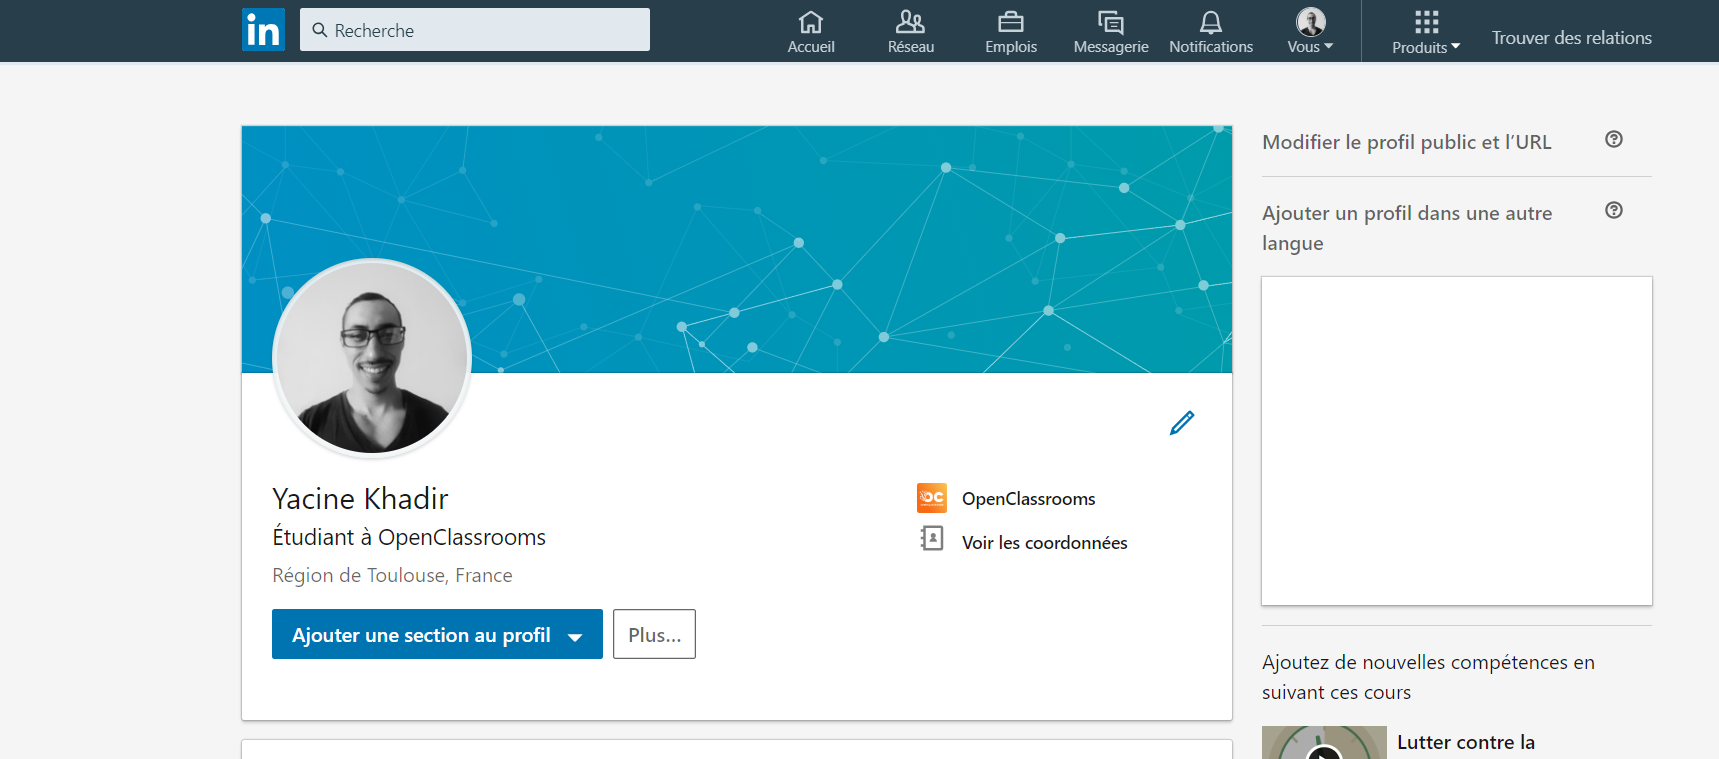 in
Recherche
Accueil
Réseau
Emplois
Messagerie
Notifications
Vous
Produits
Trouver des relations
Yacine Khadir
Étudiant à OpenClassrooms
Région de Toulouse, France
Ajouter une section au profil
Plus...
OC
OpenClassrooms
Voir les coordonnées
Modifier le profil public et l’URL
Ajouter un profil dans une autre
langue
Ajoutez de nouvelles compétences en
suivant ces cours
Lutter contre la